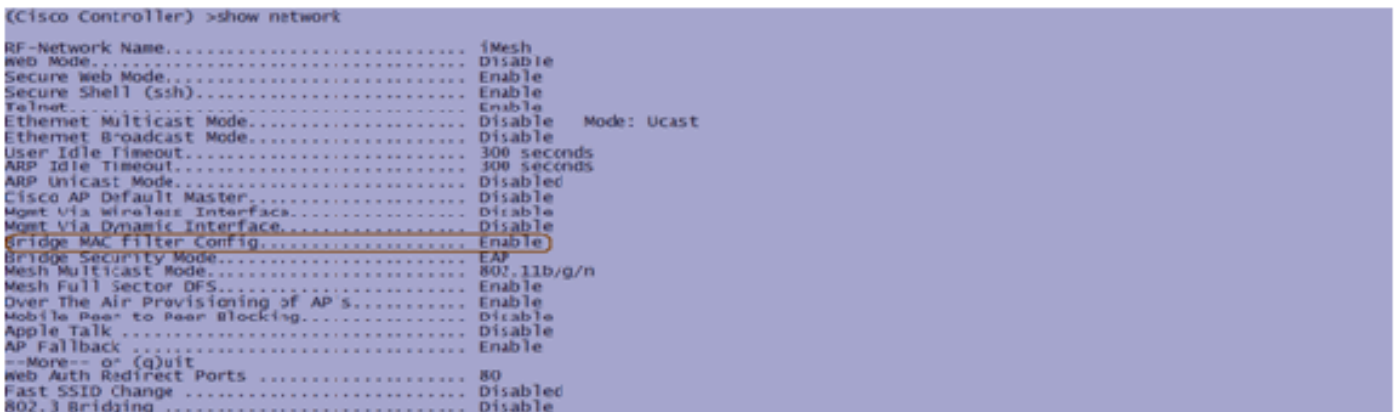 (Cisco Controller) >show network
RF-Network Name............................. iMesh
Web Mode.................................... Disable
Secure Web Mode............................. Enable
Secure Shell (ssh).......................... Enable
Telnet...................................... Enable
Ethernet Multicast Mode..................... Disable   Mode: Ucast
Ethernet Broadcast Mode..................... Disable
User Idle Timeout........................... 300 seconds
ARP Idle Timeout............................ 300 seconds
ARP Unicast Mode............................ Disabled
Cisco AP Default Master..................... Disable
Mgmt Via Wireless Interface................. Disable
Mgmt Via Dynamic Interface.................. Disable
Bridge MAC filter Config.................... Enable
Bridge Security Mode........................ EAP
Mesh Multicast Mode......................... 802.11b/g/n
Mesh Full Sector DFS........................ Enable
Over The Air Provisioning of AP's........... Enable
Mobile Peer to Peer Blocking................ Disable
Apple Talk ................................. Disable
AP Fallback ................................ Enable
--More-- or (q)uit
Web Auth Redirect Ports .................... 80
Fast SSID Change ........................... Disabled
802.3 Bridging ............................. Disable